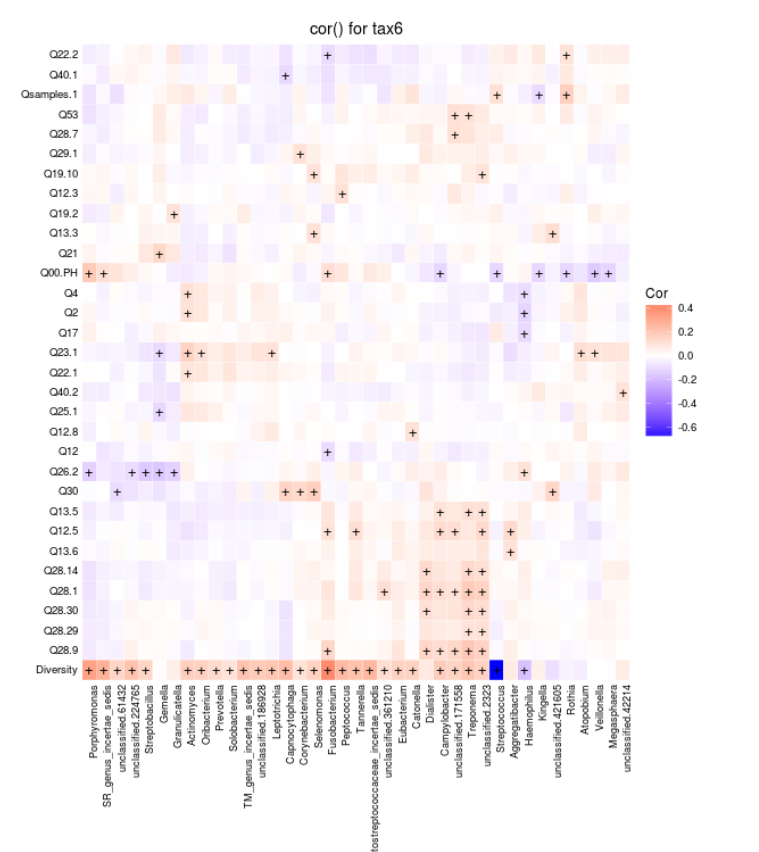 cor() for tax6
Q22.2
Q40.1
Qsamples.1
Q53
Q28.7
Q29.1
Q19.10
Q12.3
Q19.2
Q13.3
Q21
Q00.PH
Q4
Q2
Q17
Q23.1
Q22.1
Q40.2
Q25.1
Q12.8
Q12
Q26.2
Q30
Q13.5
Q12.5
Q13.6
Q28.14
Q28.1
Q28.30
Q28.29
Q28.9
Diversity
Cor
0.4
0.2
0.0
-0.2
-0.4
-0.6
Porphyromonas
SR_genus_incertae_sedis
unclassified.61432
unclassified.224765
Streptobacillus
Gemella
Granulicatella
Actinomyces
Oribacterium
Prevotella
Solobacterium
TM_genus_incertae_sedis
unclassified.186928
Leptotrichia
Capnocytophaga
Corynebacterium
Selenomonas
Fusobacterium
Peptococcus
Tannerella
tostreptococcaceae_incertae_sedis
unclassified.361210
Eubacterium
Catonella
Dialister
Campylobacter
unclassified.171558
Treponema
unclassified.2323
Streptococcus
Aggregatibacter
Haemophilus
Kingella
unclassified.421605
Rothia
Atopobium
Veillonella
Megasphaera
unclassified.42214